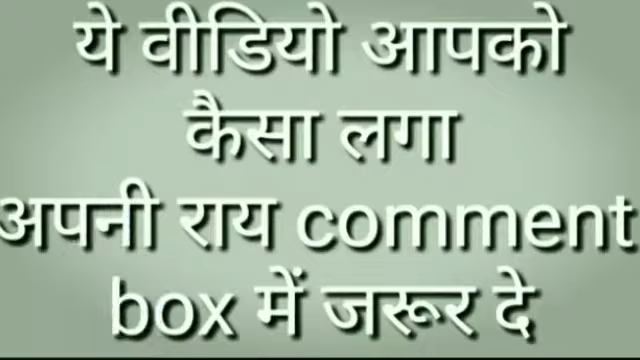 ये वीडियो आपको
कैसा लगा
अपनी राय comment
box में जरूर दे